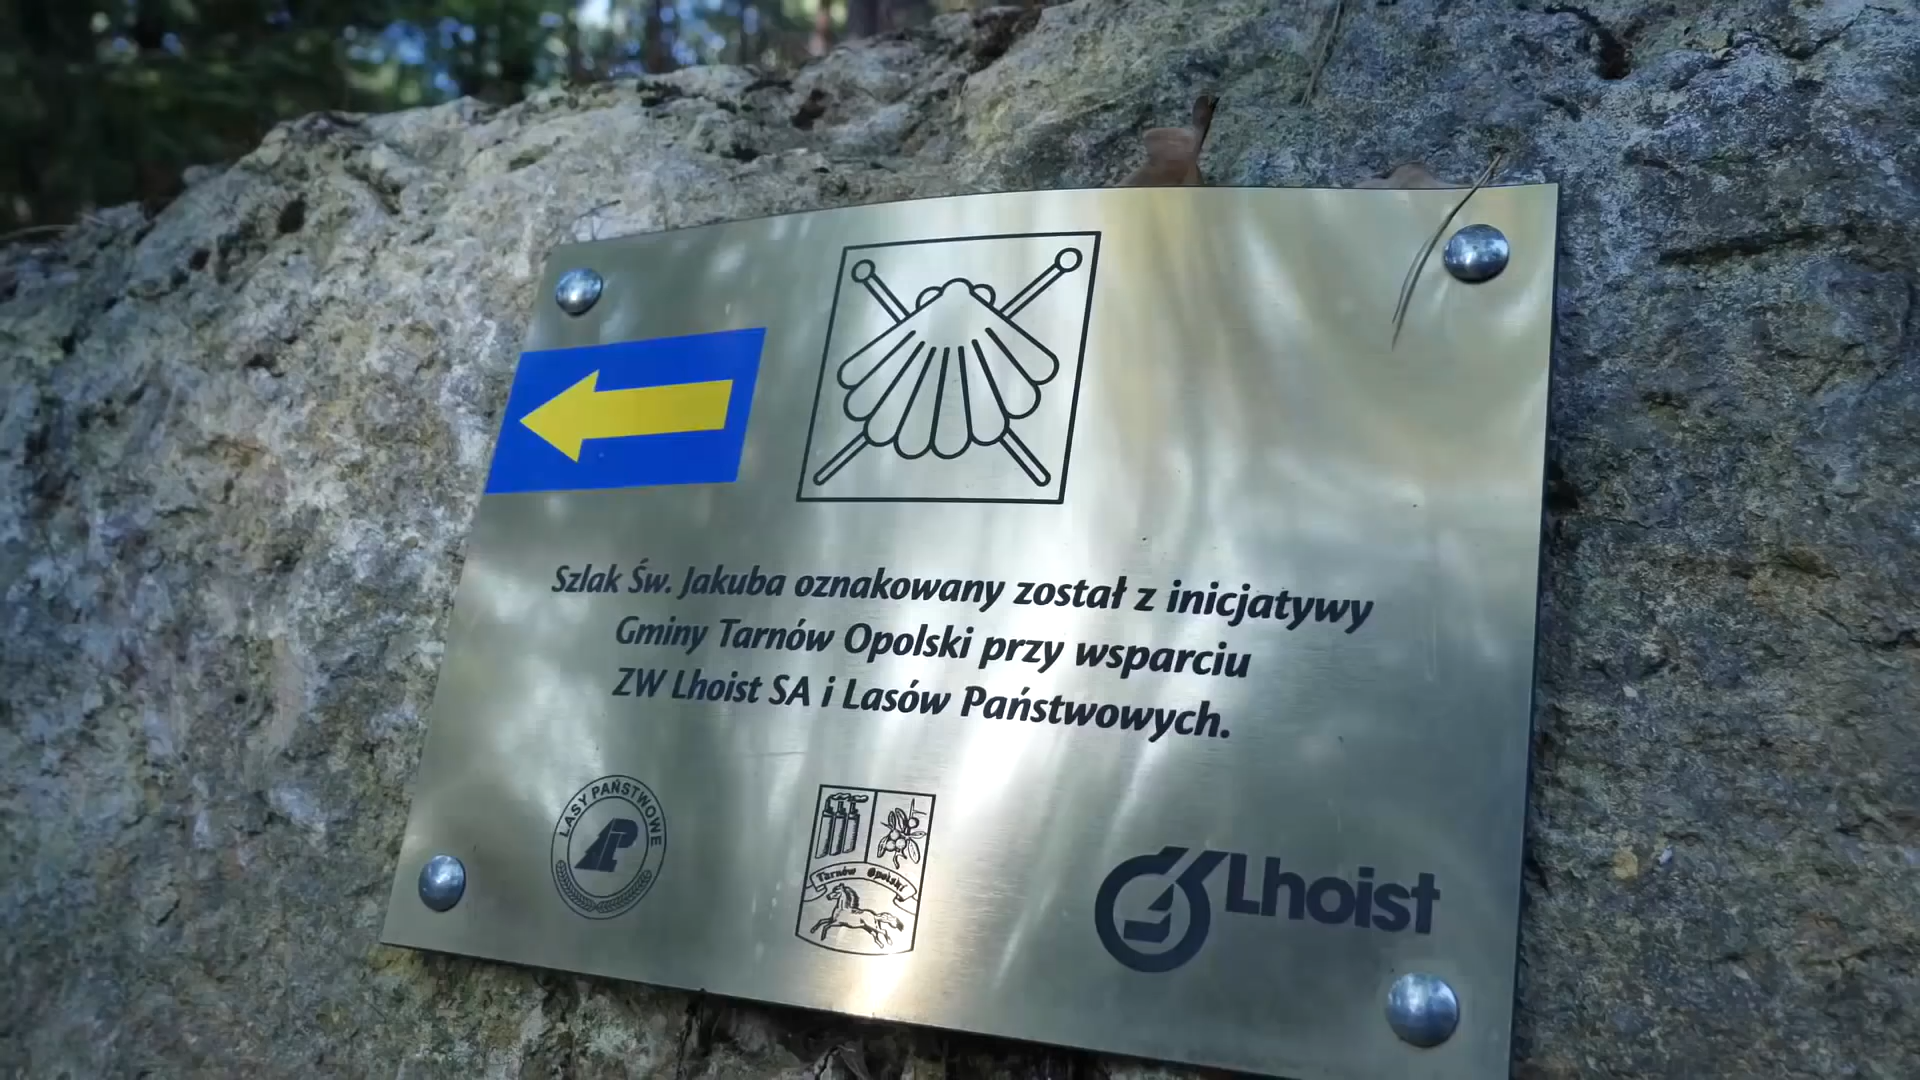 Szlak Św. Jakuba oznakowany został z inicjatywy
Gminy Tarnów Opolski przy wsparciu
ZW Lhoist SA i Lasów Państwowych.
LASY PAŃSTWOWE
Tarnów Opolski
Lhoist